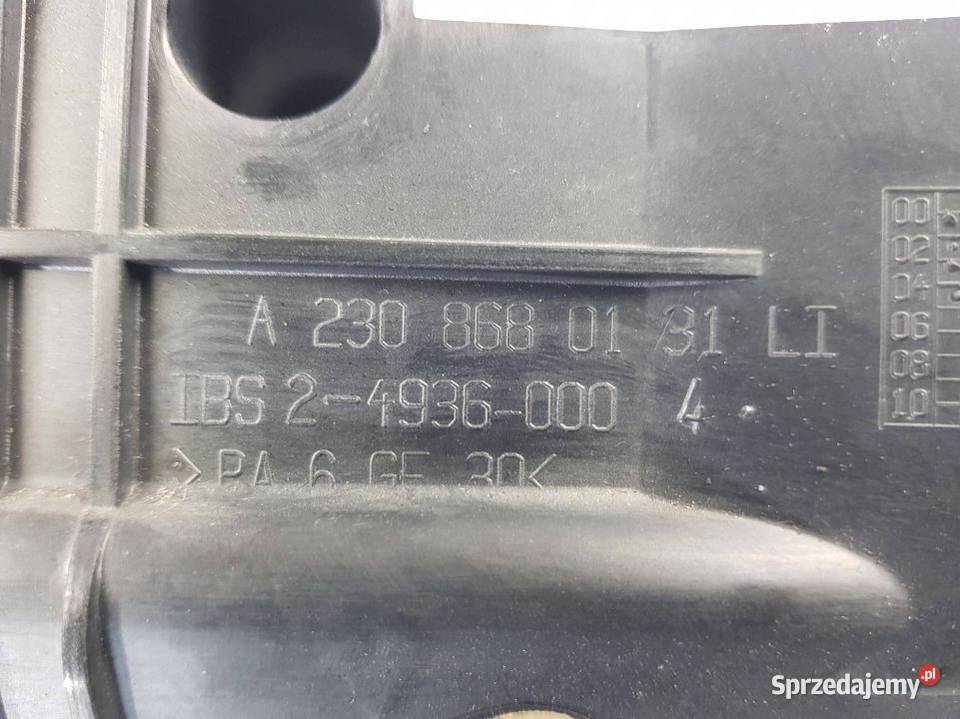 A 230 868 01 31 LI
IBS 2-4936-000 4
>PA 6 GF 30<
00
02
04
06
08
10
Sprzedajemy.pl